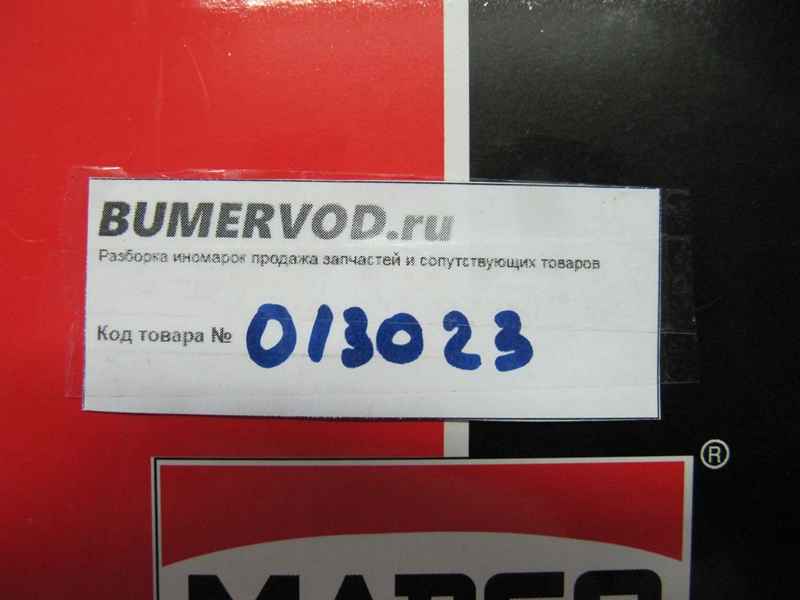 BUMERVOD.ru
Разборка иномарок продажа запчастей и сопутствующих товаров
Код товара № 013023
®